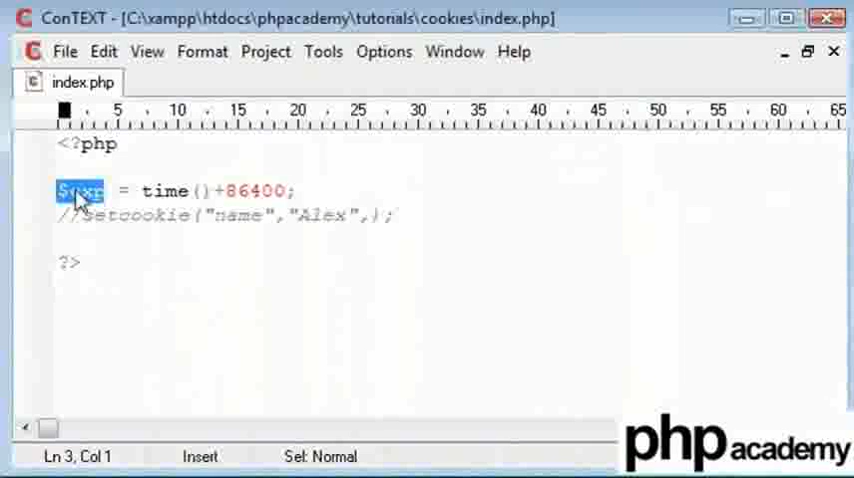 ConTEXT - [C:\xampp\htdocs\phpacademy\tutorials\cookies\index.php]
File Edit View Format Project Tools Options Window Help
index.php
5 10 15 20 25 30 35 40 45 50 55 60 65
<?php
$exp = time()+86400;
//setcookie("name","Alex",);
?>
Ln 3, Col 1 Insert Sel: Normal
php academy